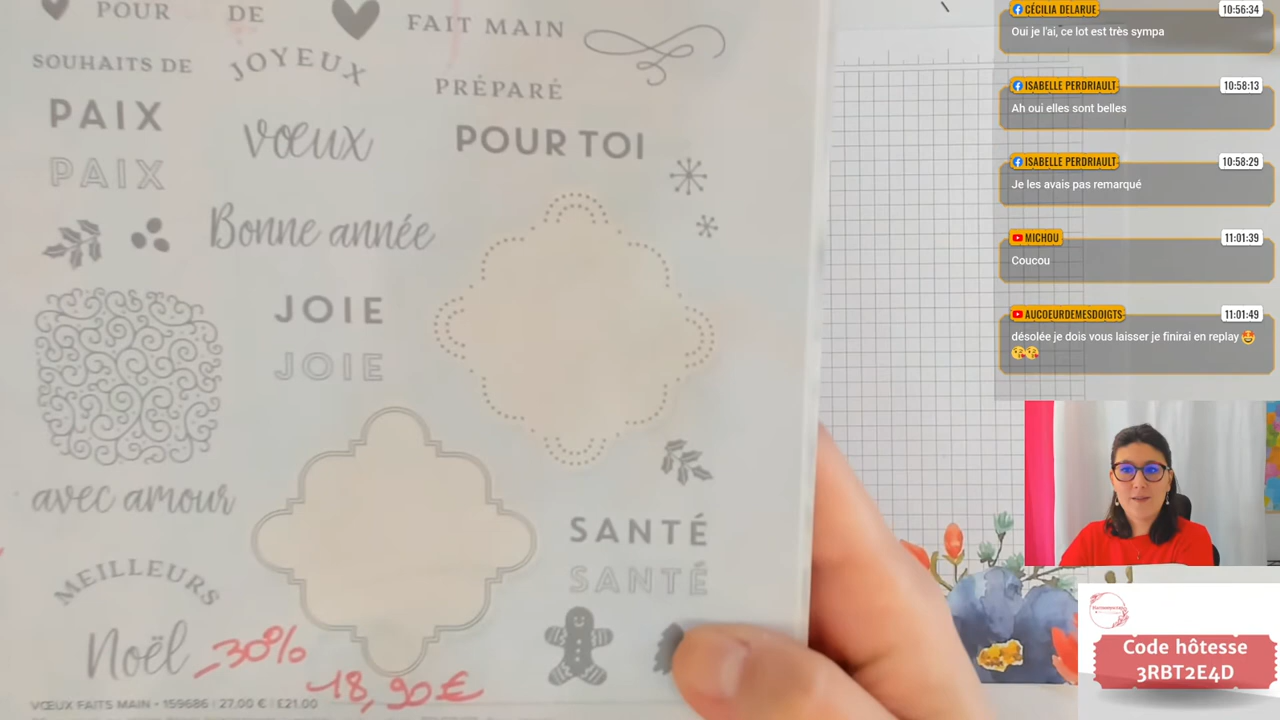 POUR DE FAIT MAIN
SOUHAITS DE JOYEUX
PRÉPARÉ
PAIX
vœux
POUR TOI
PAIX
Bonne année
JOIE
JOIE
avec amour
SANTÉ
SANTÉ
MEILLEURS
Noël
-30%
18,90€
VŒUX FAITS MAIN • 159686 | 27,00 € | £21.00
CÉCILIA DELARUE 10:56:34
Oui je l'ai, ce lot est très sympa
ISABELLE PERDRIAULT 10:58:13
Ah oui elles sont belles
ISABELLE PERDRIAULT 10:58:29
Je les avais pas remarqué
MICHOU 11:01:39
Coucou
AUCOEURDEMESDOIGTS 11:01:49
désolée je dois vous laisser je finirai en replay 🤩
😘😘
Code hôtesse
3RBT2E4D